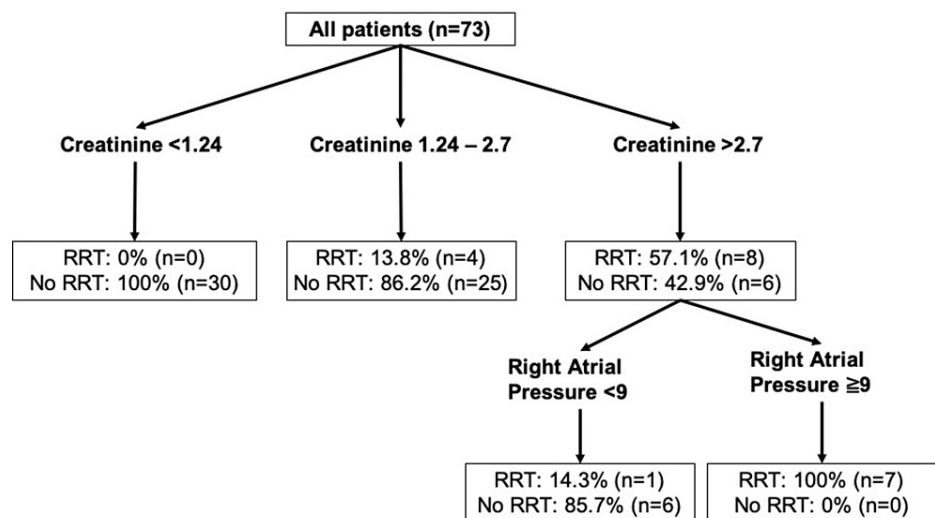 All patients (n=73)
Creatinine <1.24
Creatinine 1.24 – 2.7
Creatinine >2.7
RRT: 0% (n=0)
No RRT: 100% (n=30)
RRT: 13.8% (n=4)
No RRT: 86.2% (n=25)
RRT: 57.1% (n=8)
No RRT: 42.9% (n=6)
Right Atrial
Pressure <9
Right Atrial
Pressure ≧9
RRT: 14.3% (n=1)
No RRT: 85.7% (n=6)
RRT: 100% (n=7)
No RRT: 0% (n=0)